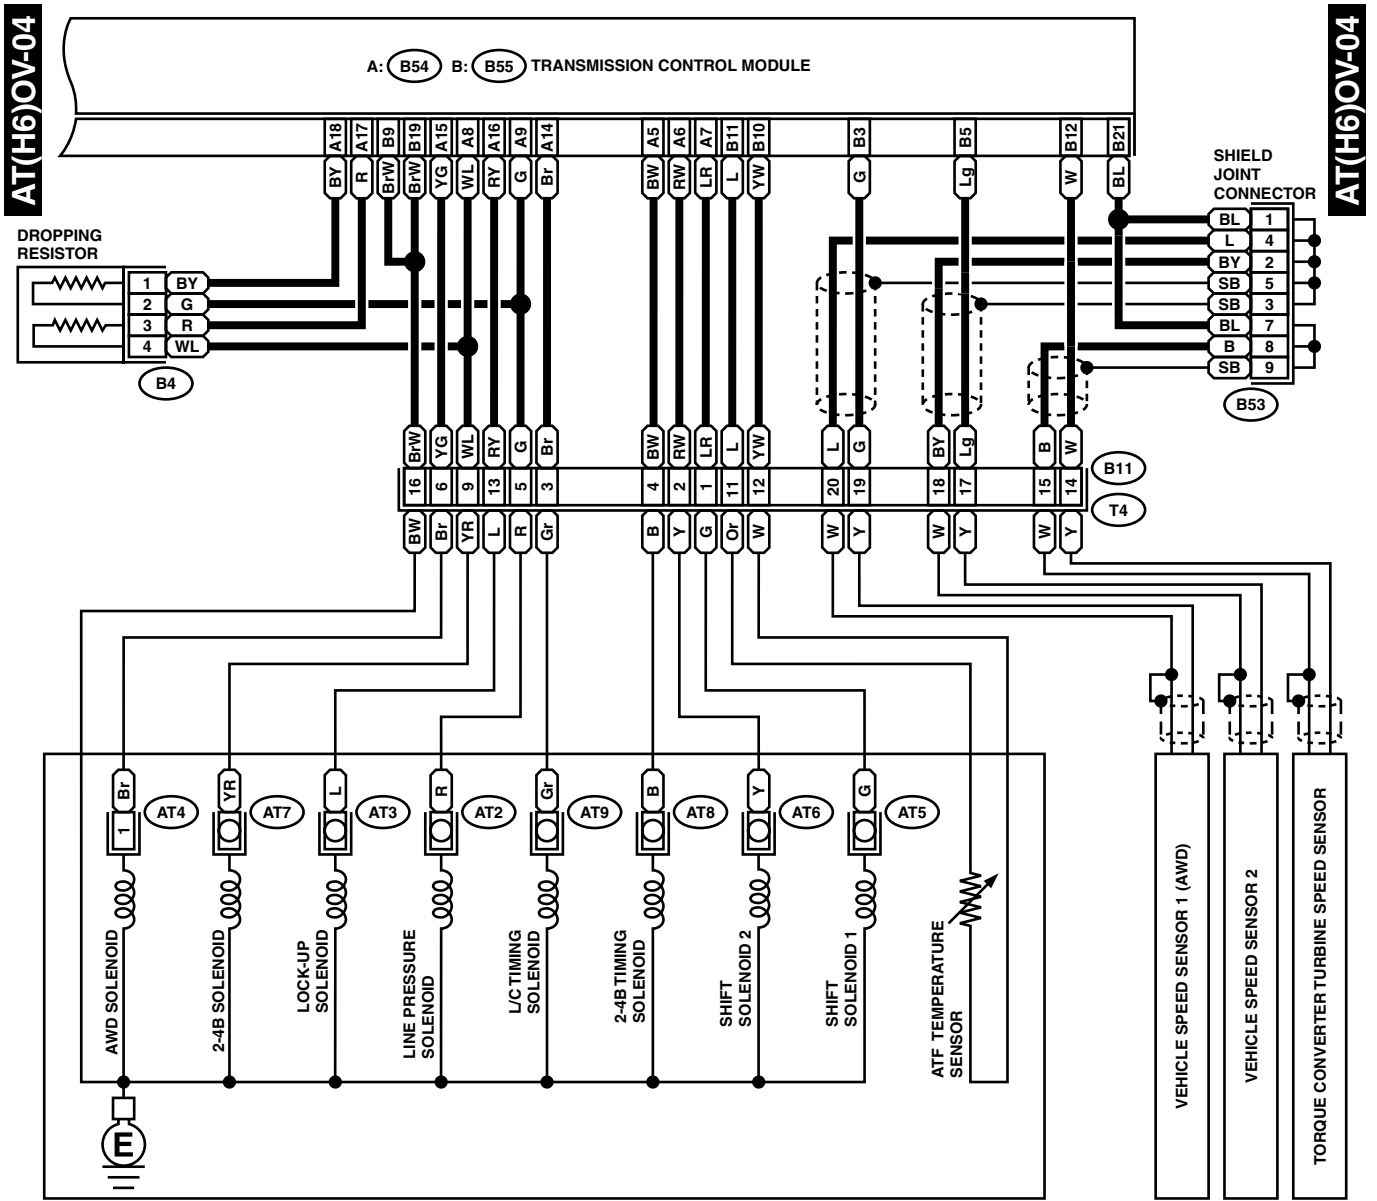 AT(H6)OV-04
AT(H6)OV-04
A: B54 B: B55 TRANSMISSION CONTROL MODULE
A18 A17 B9 B19 A15 A8 A16 A9 A14 A5 A6 A7 B11 B10 B3 B5 B12 B21
BY R BrW BrW YG WL RY G Br BW RW LR L YW G Lg W BL
SHIELD
JOINT
CONNECTOR
BL 1
L 4
BY 2
SB 5
SB 3
BL 7
B 8
SB 9
B53
DROPPING
RESISTOR
1 BY
2 G
3 R
4 WL
B4
BrW YG WL RY G Br BW RW LR L YW L G BY Lg B W
B11
16 6 9 13 5 3 4 2 1 11 12 20 19 18 17 15 14
T4
BW Br YR L R Gr B Y G Or W W Y W Y W Y
Br YR L R Gr B Y G
AT4 AT7 AT3 AT2 AT9 AT8 AT6 AT5
1
AWD SOLENOID
2-4B SOLENOID
LOCK-UP
SOLENOID
LINE PRESSURE
SOLENOID
L/C TIMING
SOLENOID
2-4B TIMING
SOLENOID
SHIFT
SOLENOID 2
SHIFT
SOLENOID 1
ATF TEMPERATURE
SENSOR
VEHICLE SPEED SENSOR 1 (AWD)
VEHICLE SPEED SENSOR 2
TORQUE CONVERTER TURBINE SPEED SENSOR
E